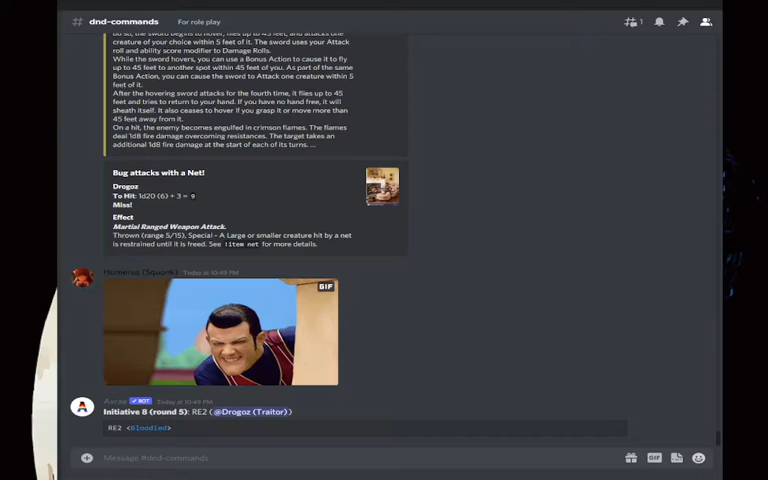 dnd-commands
For role play
1
do so, the sword begins to hover, flies up to 45 feet, and attacks one
creature of your choice within 5 feet of it. The sword uses your Attack
roll and ability score modifier to Damage Rolls.
While the sword hovers, you can use a Bonus Action to cause it to fly
up to 45 feet to another spot within 45 feet of you. As part of the same
Bonus Action, you can cause the sword to Attack one creature within 5
feet of it.
After the hovering sword attacks for the fourth time, it flies up to 45
feet and tries to return to your hand. If you have no hand free, it will
sheath itself. It also ceases to hover If you grasp it or move more than
45 feet away from it.
On a hit, the enemy becomes engulfed in crimson flames. The flames
deal 1d8 fire damage overcoming resistances. The target takes an
additional 1d8 fire damage at the start of each of its turns. ...
Bug attacks with a Net!
Drogoz
To Hit: 1d20 (6) + 3 = 9
Miss!
Effect
Martial Ranged Weapon Attack.
Thrown (range 5/15), Special - A Large or smaller creature hit by a net
is restrained until it is freed. See !item net for more details.
Humerus (Squonk) Today at 10:49 PM
GIF
Avrae BOT Today at 10:49 PM
Initiative 8 (round 5): RE2 (@Drogoz (Traitor))
RE2 <Bloodied>
Message #dnd-commands
GIF